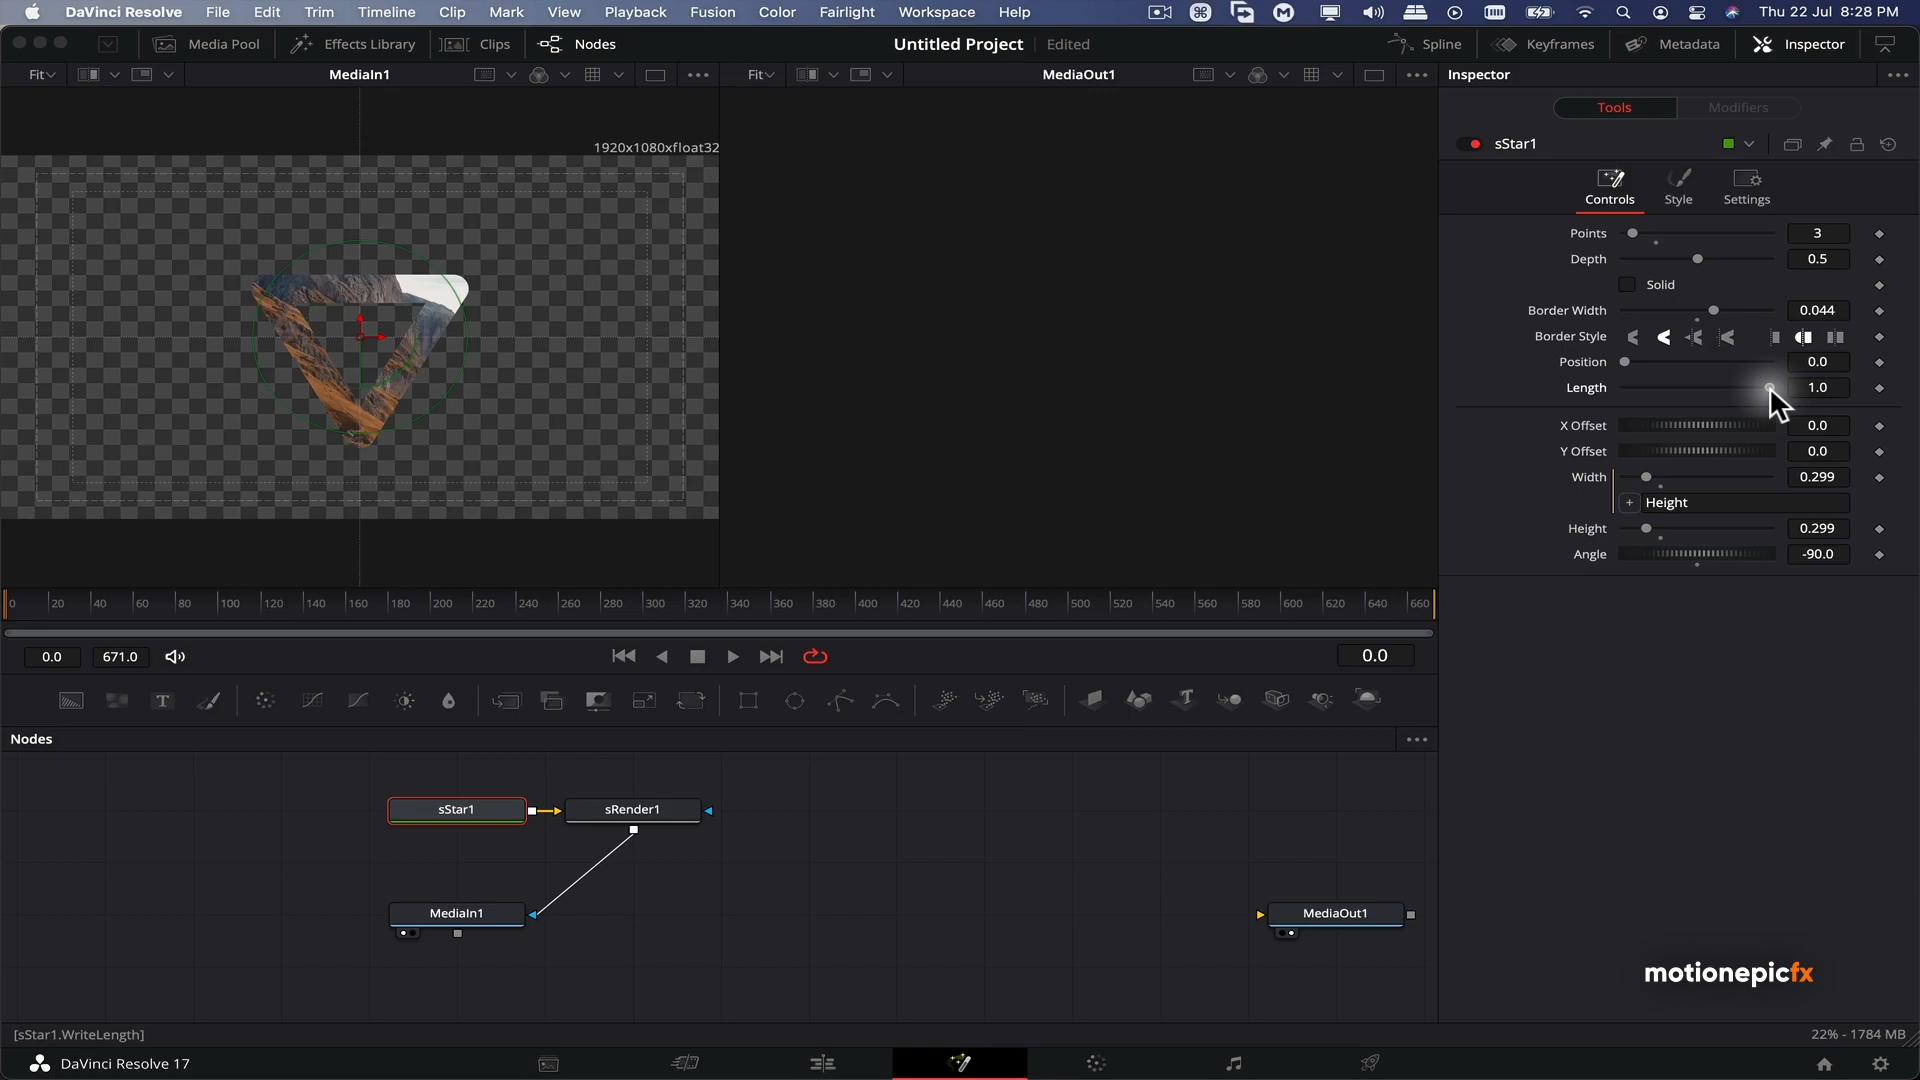 DaVinci Resolve File Edit Trim Timeline Clip Mark View Playback Fusion Color Fairlight Workspace Help Thu 22 Jul 8:28 PM
Media Pool Effects Library Clips Nodes Untitled Project Edited Spline Keyframes Metadata Inspector
Fit MediaIn1 Fit MediaOut1 Inspector
Tools Modifiers
1920x1080xfloat32
sStar1
Controls Style Settings
Points 3
Depth 0.5
Solid
Border Width 0.044
Border Style
Position 0.0
Length 1.0
X Offset 0.0
Y Offset 0.0
Width 0.299
+ Height
Height 0.299
Angle -90.0
0 20 40 60 80 100 120 140 160 180 200 220 240 260 280 300 320 340 360 380 400 420 440 460 480 500 520 540 560 580 600 620 640 660
0.0 671.0 0.0
Nodes
sStar1 sRender1
MediaIn1 MediaOut1
motionepicfx
[sStar1.WriteLength] 22% - 1784 MB
DaVinci Resolve 17